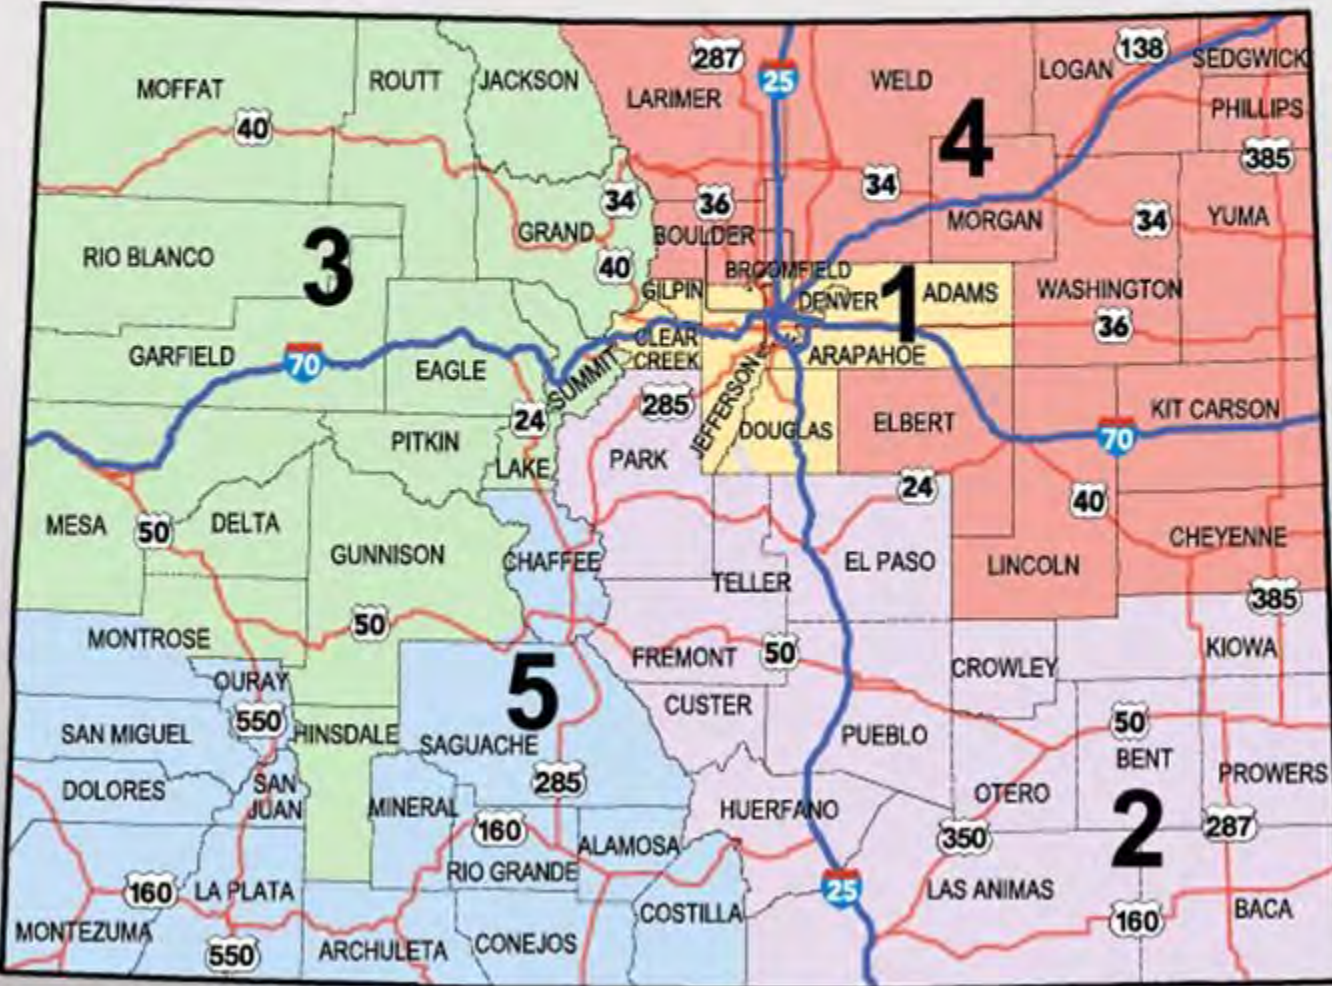 MOFFAT
ROUTT
JACKSON
LARIMER
287
25
WELD
LOGAN
138
SEDGWICK
PHILLIPS
40
4
385
34
36
34
MORGAN
34
YUMA
RIO BLANCO
3
GRAND
BOULDER
40
BROOMFIELD
GILPIN
DENVER
1
ADAMS
WASHINGTON
36
GARFIELD
70
EAGLE
SUMMIT
CLEAR
CREEK
ARAPAHOE
24
285
JEFFERSON
DOUGLAS
ELBERT
70
KIT CARSON
PITKIN
LAKE
PARK
24
40
MESA
50
DELTA
GUNNISON
CHAFFEE
TELLER
EL PASO
LINCOLN
CHEYENNE
385
MONTROSE
50
FREMONT
50
CROWLEY
KIOWA
OURAY
5
CUSTER
550
SAN MIGUEL
HINSDALE
SAGUACHE
PUEBLO
50
BENT
PROWERS
DOLORES
SAN
JUAN
MINERAL
285
HUERFANO
OTERO
2
160
ALAMOSA
350
287
RIO GRANDE
160
LA PLATA
25
LAS ANIMAS
COSTILLA
160
BACA
MONTEZUMA
550
ARCHULETA
CONEJOS